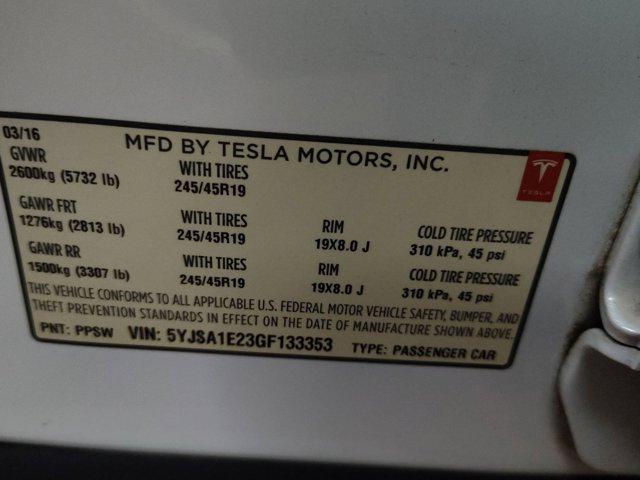 03/16
MFD BY TESLA MOTORS, INC.
GVWR WITH TIRES
2600kg (5732 lb) 245/45R19
TESLA
GAWR FRT WITH TIRES RIM COLD TIRE PRESSURE
1276kg (2813 lb) 245/45R19 19X8.0 J 310 kPa, 45 psi
GAWR RR WITH TIRES RIM COLD TIRE PRESSURE
1500kg (3307 lb) 245/45R19 19X8.0 J 310 kPa, 45 psi
THIS VEHICLE CONFORMS TO ALL APPLICABLE U.S. FEDERAL MOTOR VEHICLE SAFETY, BUMPER, AND
THEFT PREVENTION STANDARDS IN EFFECT ON THE DATE OF MANUFACTURE SHOWN ABOVE.
PNT: PPSW VIN: 5YJSA1E23GF133353 TYPE: PASSENGER CAR